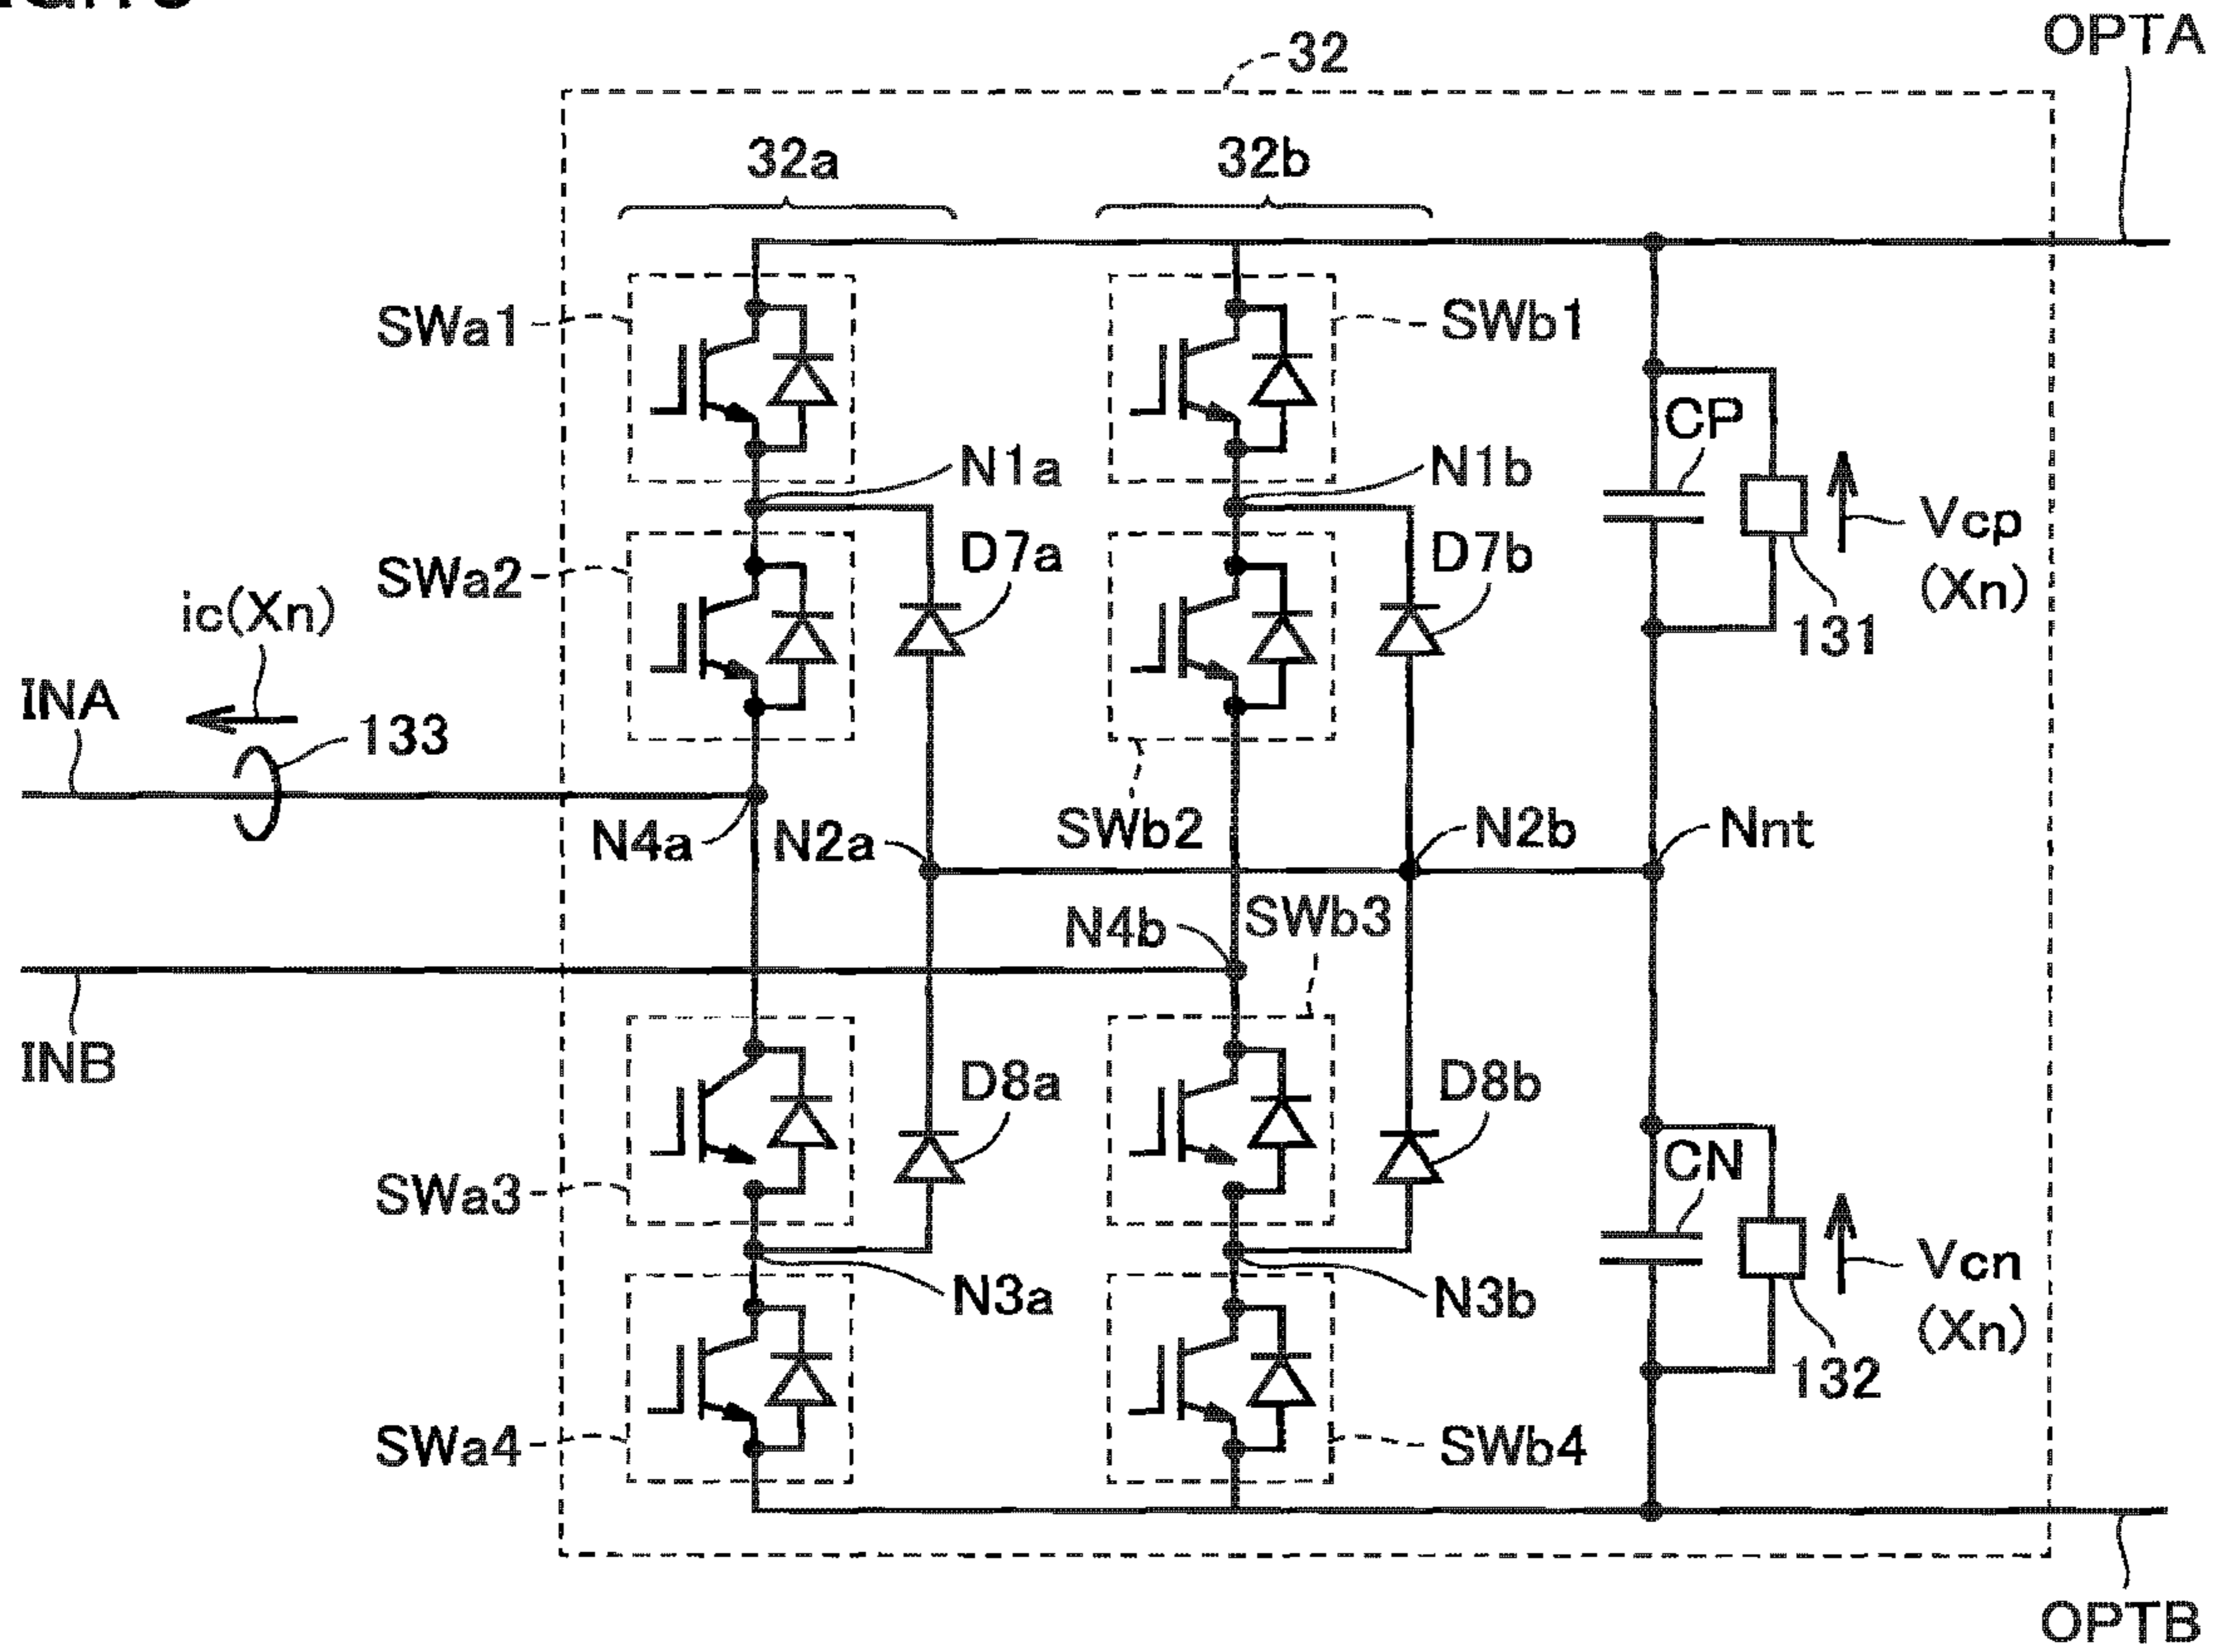 OPTA
32
32a
32b
SWa1
SWb1
CP
N1a
N1b
Vcp
(Xn)
SWa2
D7a
D7b
131
ic(Xn)
INA
133
N4a
N2a
SWb2
N2b
Nnt
N4b
SWb3
INB
D8a
D8b
CN
SWa3
N3a
N3b
Vcn
(Xn)
132
SWa4
SWb4
OPTB